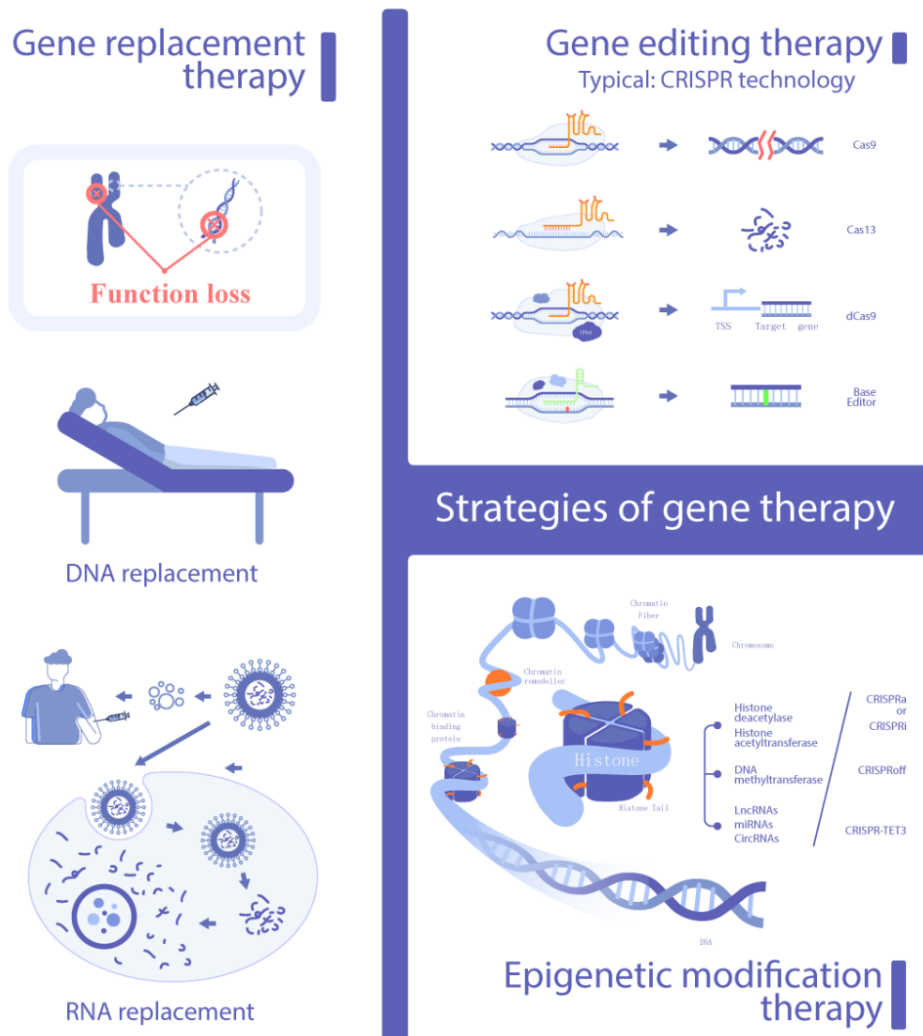 Gene replacement
therapy
Function loss
DNA replacement
RNA replacement
Gene editing therapy
Typical: CRISPR technology
Cas9
Cas13
TSS Target gene
dCas9
Base
Editor
Strategies of gene therapy
Chromatin
Fiber
Chromosome
Chromatin
remodeller
Chromatin
binding
protein
Histone
Histone Tail
Histone
deacetylase
Histone
acetyltransferase
DNA
methyltransferase
LncRNAs
miRNAs
CircRNAs
CRISPRa
or
CRISPRi
CRISPRoff
CRISPR-TET3
DNA
Epigenetic modification
therapy